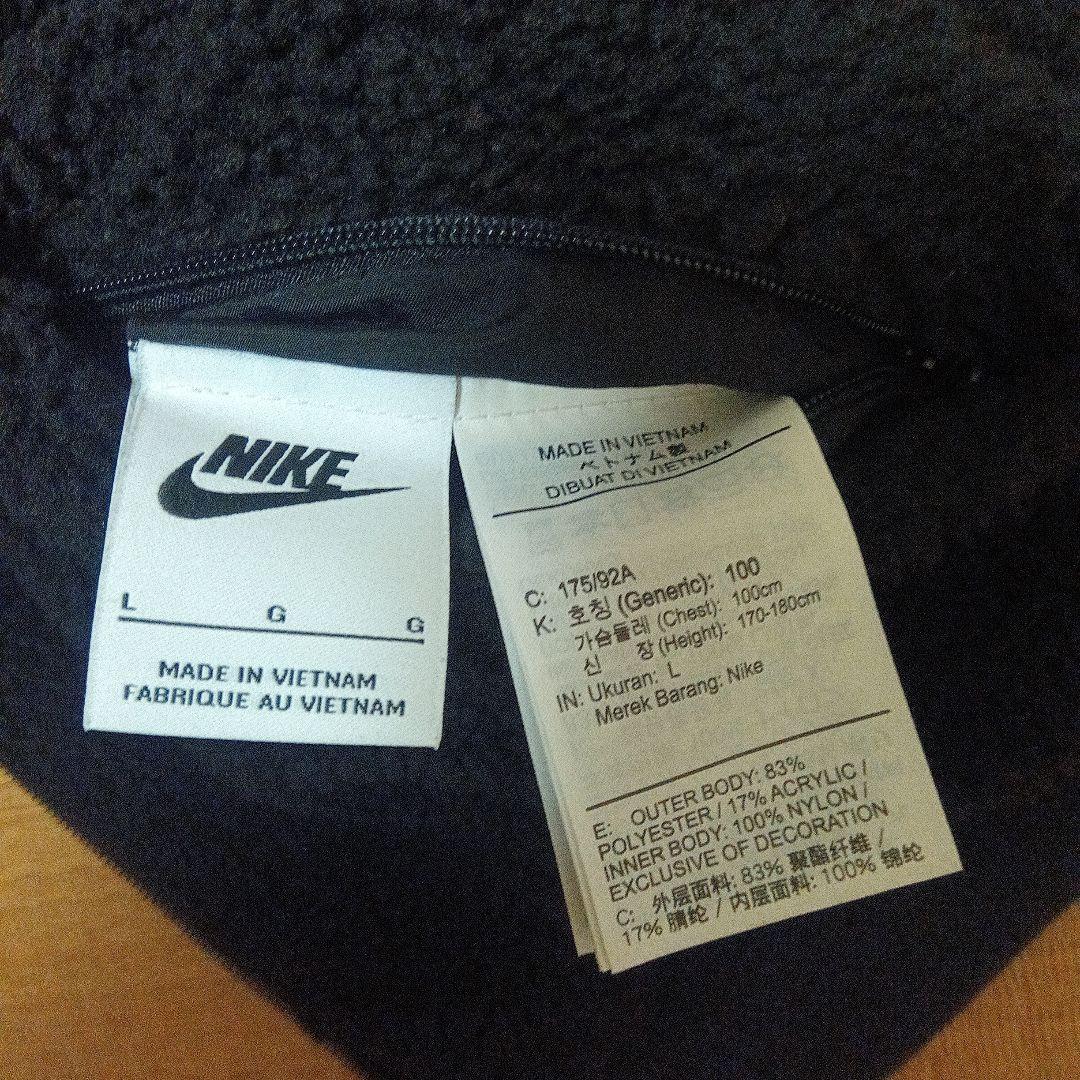 NIKE
L G G
MADE IN VIETNAM
FABRIQUE AU VIETNAM
MADE IN VIETNAM
ベトナム製
DIBUAT DI VIETNAM
C: 175/92A
K: 호칭 (Generic): 100
가슴둘레 (Chest): 100cm
신 장 (Height): 170-180cm
IN: Ukuran: L
Merek Barang: Nike
E: OUTER BODY: 83%
POLYESTER / 17% ACRYLIC /
INNER BODY: 100% NYLON /
EXCLUSIVE OF DECORATION
C: 外层面料: 83% 聚酯纤维 /
17% 腈纶 / 内层面料: 100% 锦纶